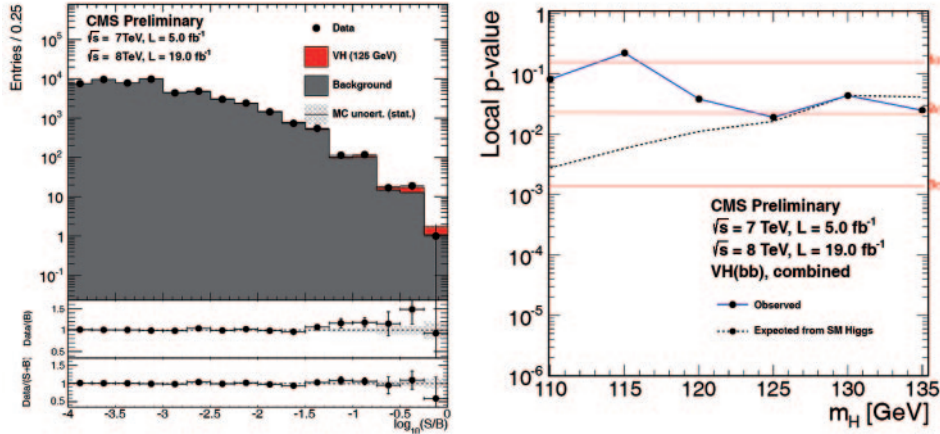 CMS Preliminary
√s = 7TeV, L = 5.0 fb⁻¹
√s = 8TeV, L = 19.0 fb⁻¹
Data
VH (125 GeV)
Background
MC uncert. (stat.)
Entries / 0.25
10⁵
10⁴
10³
10²
10
1
10⁻¹
Data/(B)
1.5
1
0.5
Data/(S+B)
1.5
1
0.5
-4 -3.5 -3 -2.5 -2 -1.5 -1 -0.5 0
log₁₀(S/B)
Local p-value
1
10⁻¹
10⁻²
10⁻³
10⁻⁴
10⁻⁵
10⁻⁶
CMS Preliminary
√s = 7 TeV, L = 5.0 fb⁻¹
√s = 8 TeV, L = 19.0 fb⁻¹
VH(bb), combined
Observed
Expected from SM Higgs
110 115 120 125 130 135
m_H [GeV]